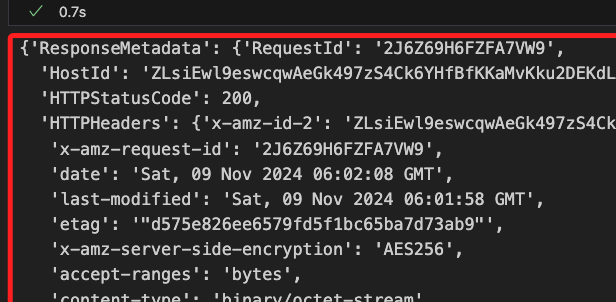 0.7s
{'ResponseMetadata': {'RequestId': '2J6Z69H6FZFA7VW9',
'HostId': 'ZLsiEwl9eswcqwAeGk497zS4Ck6YHfBfKKaMvKku2DEKdL
'HTTPStatusCode': 200,
'HTTPHeaders': {'x-amz-id-2': 'ZLsiEwl9eswcqwAeGk497zS4Ck
'x-amz-request-id': '2J6Z69H6FZFA7VW9',
'date': 'Sat, 09 Nov 2024 06:02:08 GMT',
'last-modified': 'Sat, 09 Nov 2024 06:01:58 GMT',
'etag': '"d575e826ee6579fd5f1bc65ba7d73ab9"',
'x-amz-server-side-encryption': 'AES256',
'accept-ranges': 'bytes',
'content-type': 'binary/octet-stream'